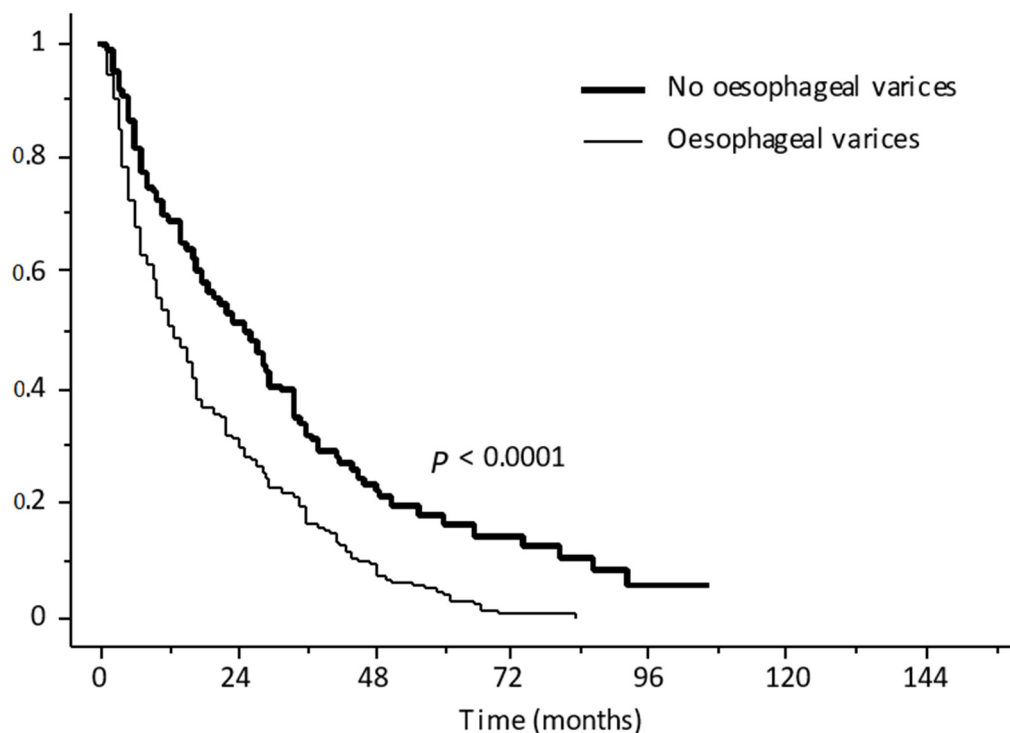 1
No oesophageal varices
Oesophageal varices
0.8
0.6
0.4
P < 0.0001
0.2
0
0 24 48 72 96 120 144
Time (months)